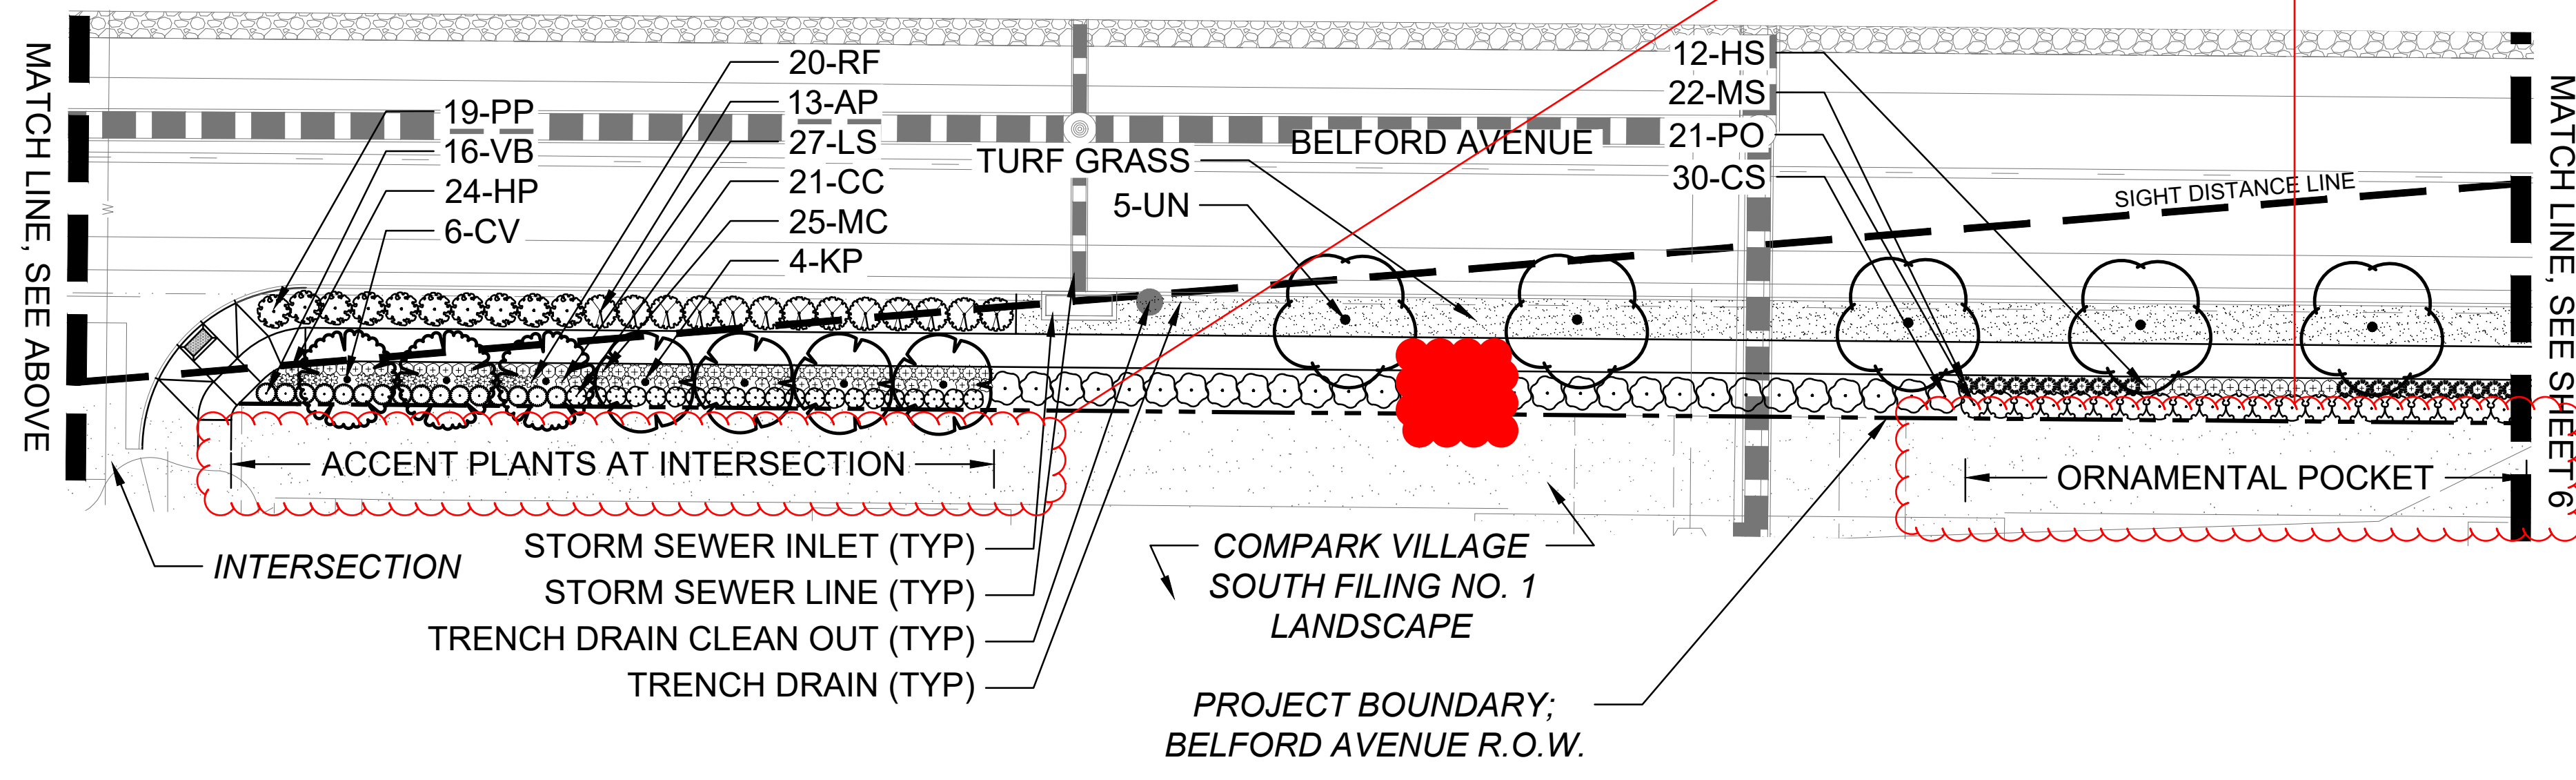 MATCH LINE, SEE ABOVE
19-PP
16-VB
24-HP
6-CV
20-RF
13-AP
27-LS
21-CC
25-MC
4-KP
TURF GRASS
5-UN
BELFORD AVENUE
12-HS
22-MS
21-PO
30-CS
SIGHT DISTANCE LINE
MATCH LINE, SEE SHEET 6
W
ACCENT PLANTS AT INTERSECTION
ORNAMENTAL POCKET
INTERSECTION
STORM SEWER INLET (TYP)
STORM SEWER LINE (TYP)
TRENCH DRAIN CLEAN OUT (TYP)
TRENCH DRAIN (TYP)
COMPARK VILLAGE
SOUTH FILING NO. 1
LANDSCAPE
PROJECT BOUNDARY;
BELFORD AVENUE R.O.W.